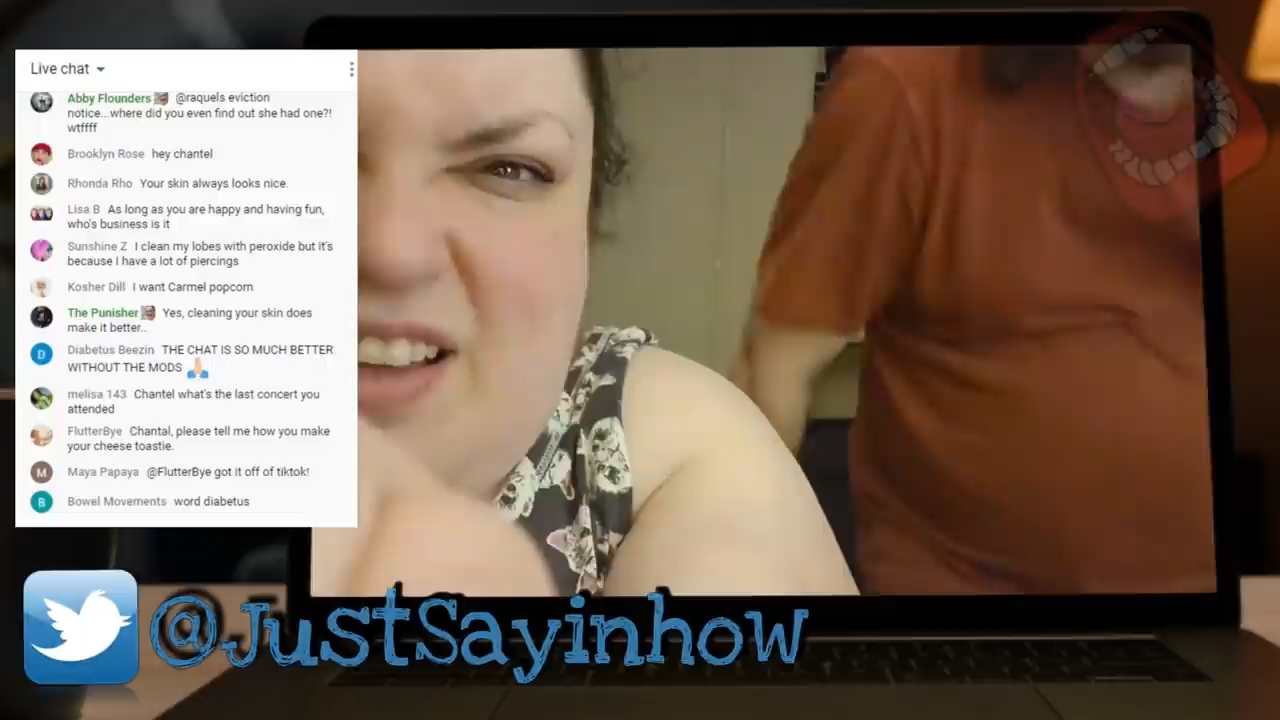 Live chat
Abby Flounders @raquels eviction
notice...where did you even find out she had one?!
wtffff
Brooklyn Rose hey chantel
Rhonda Rho Your skin always looks nice.
Lisa B As long as you are happy and having fun,
who's business is it
Sunshine Z I clean my lobes with peroxide but it's
because I have a lot of piercings
Kosher Dill I want Carmel popcorn
The Punisher Yes, cleaning your skin does
make it better..
D
Diabetus Beezin THE CHAT IS SO MUCH BETTER
WITHOUT THE MODS 🙏
melisa 143 Chantel what's the last concert you
attended
FlutterBye Chantal, please tell me how you make
your cheese toastie.
M
Maya Papaya @FlutterBye got it off of tiktok!
B
Bowel Movements word diabetus
@JustSayinhow